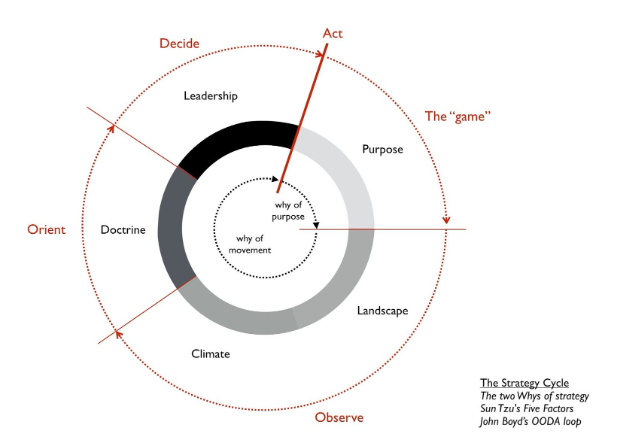 Act
Decide
Leadership
The "game"
Purpose
why of
purpose
Orient
Doctrine
why of
movement
Landscape
Climate
Observe
The Strategy Cycle
The two Whys of strategy
Sun Tzu's Five Factors
John Boyd's OODA loop